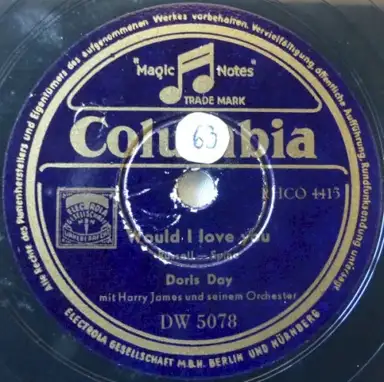 Alle Rechte des Plattenherstellers und Eigentümers des aufgenommenen Werkes vorbehalten. Vervielfältigung, öffentliche Aufführung, Rundfunksendung untersagt
"Magic Notes"
TRADE MARK
Columbia
63
4413
Would I love you
Spina
Doris Day
mit Harry James und seinem Orchester
DW 5078
ELECTROLA GESELLSCHAFT M.B.H. BERLIN UND NÜRNBERG